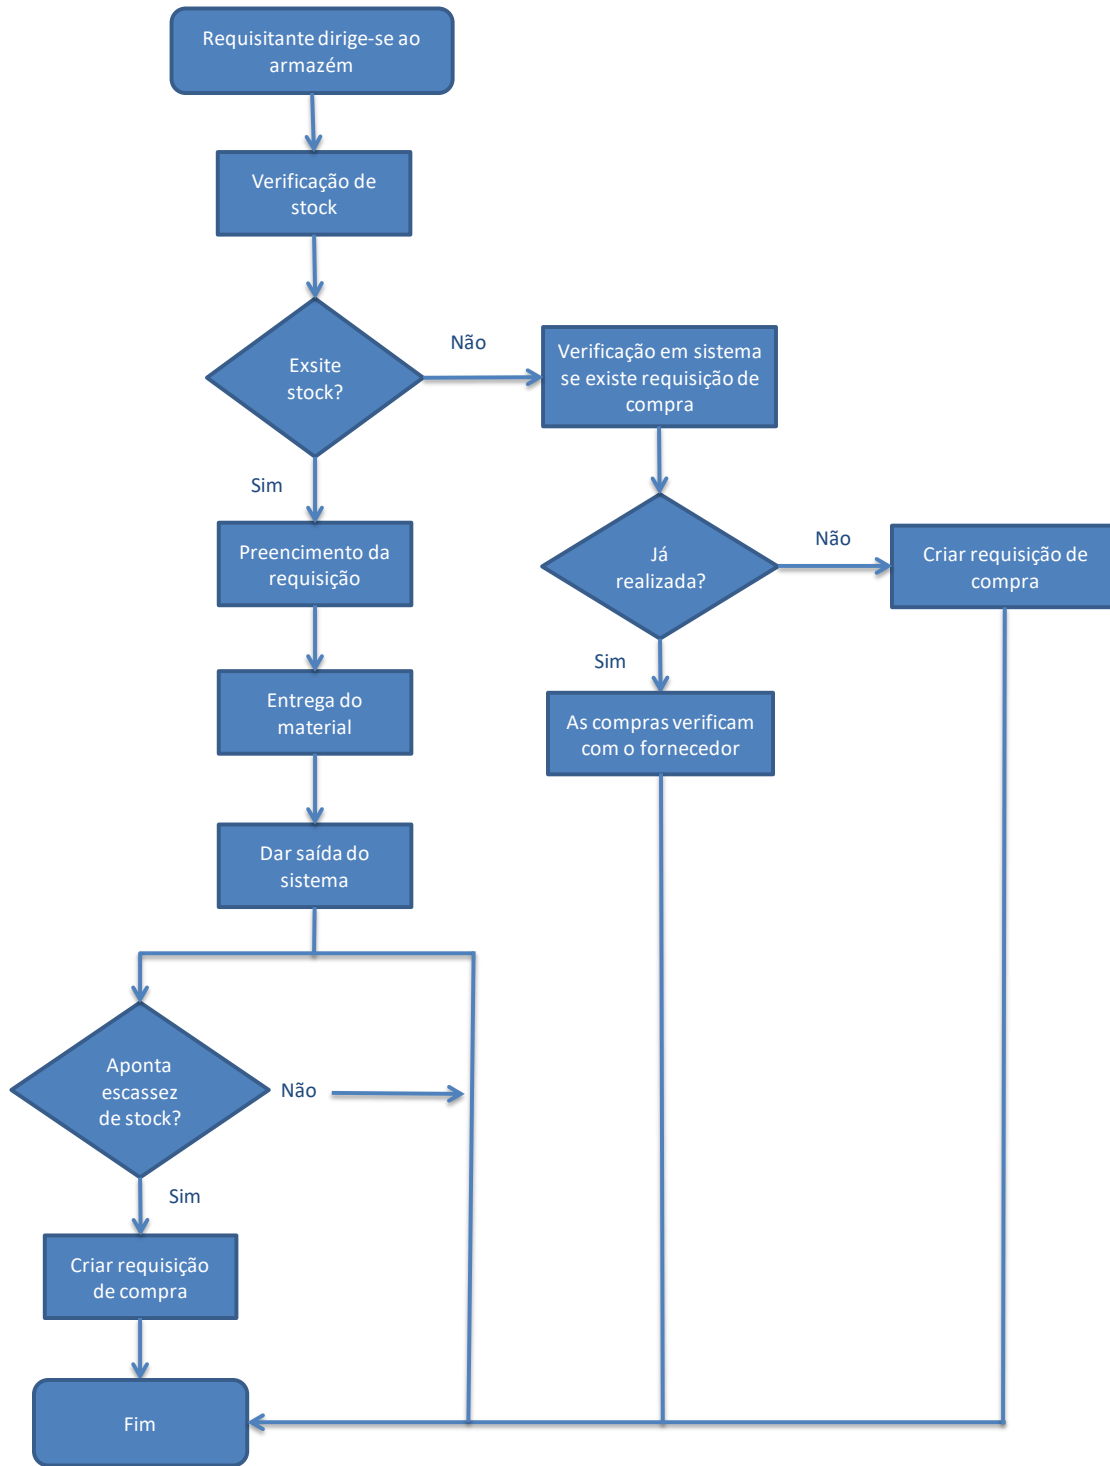 Requisitante dirige-se ao
armazém
Verificação de
stock
Exsite
stock?
Não
Verificação em sistema
se existe requisição de
compra
Sim
Preencimento da
requisição
Já
realizada?
Não
Criar requisição de
compra
Sim
Entrega do
material
As compras verificam
com o fornecedor
Dar saída do
sistema
Aponta
escassez
de stock?
Não
Sim
Criar requisição
de compra
Fim